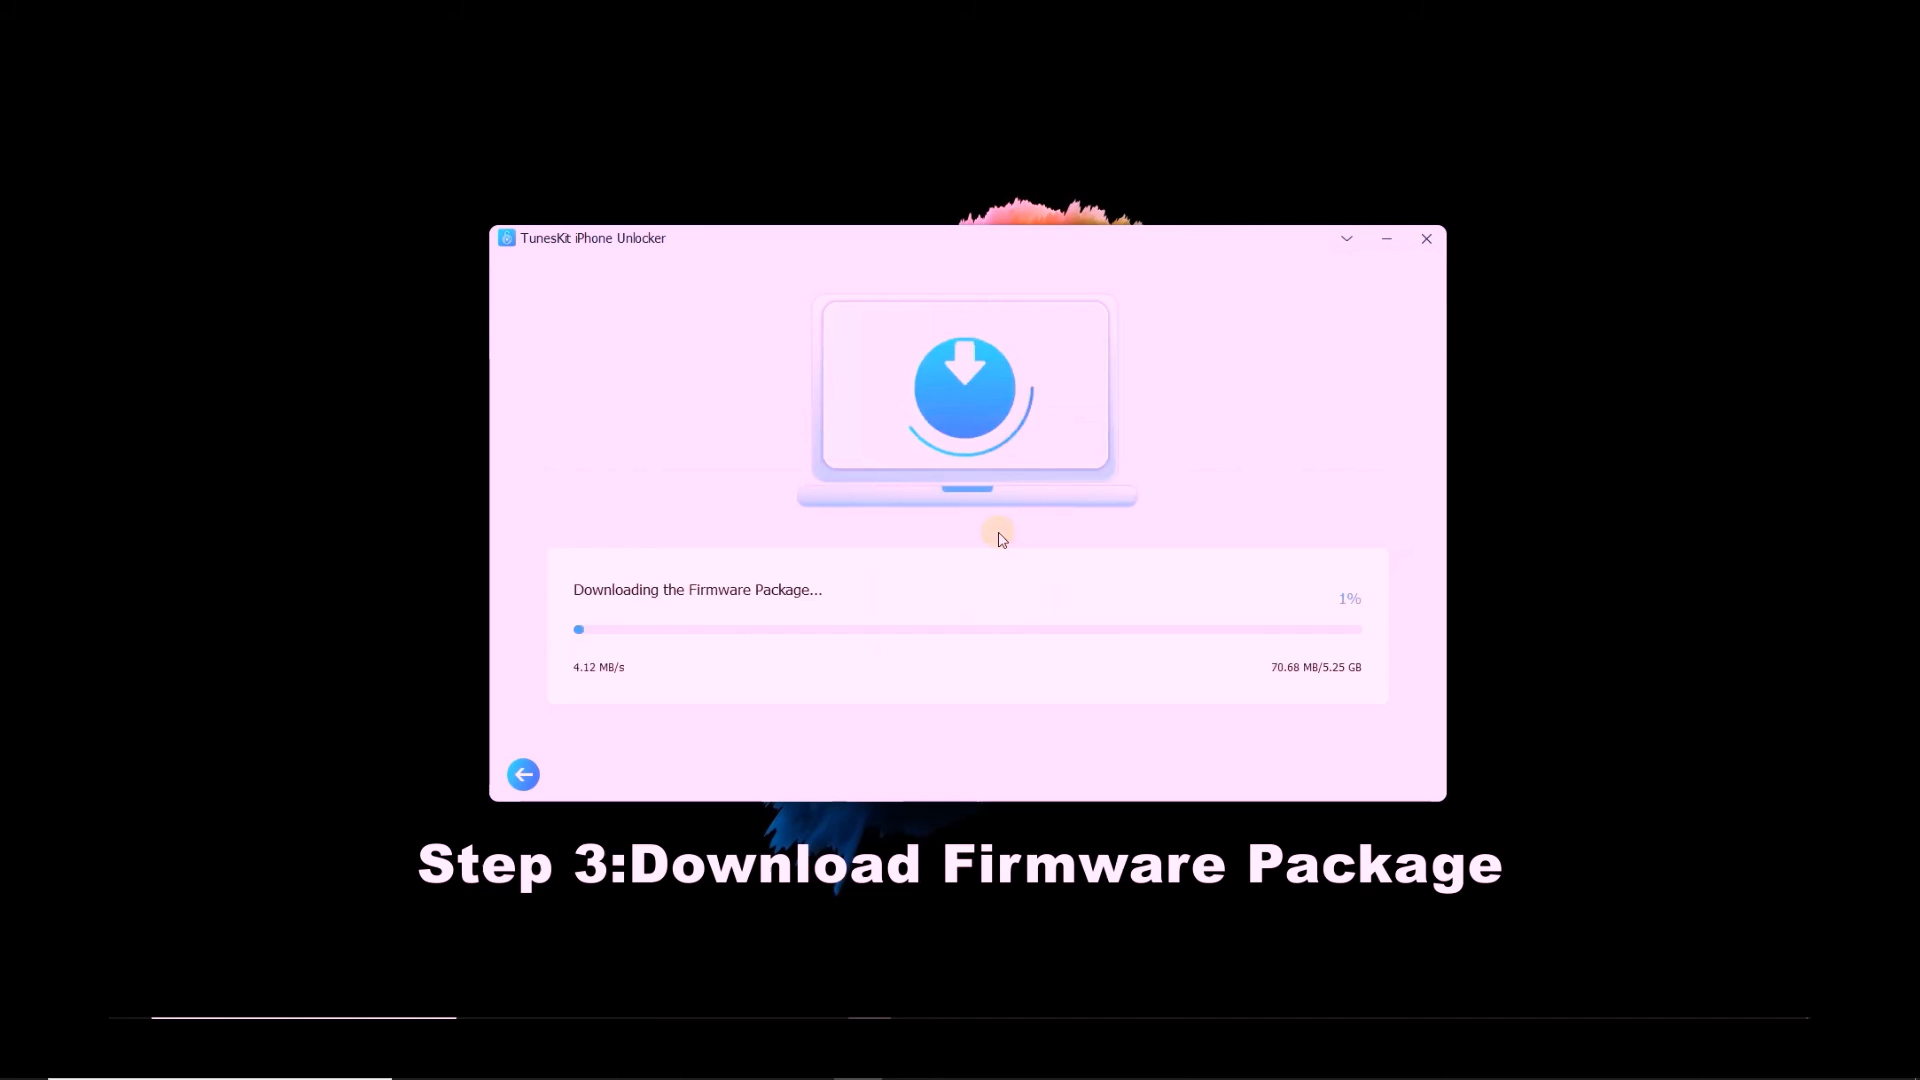 TunesKit iPhone Unlocker
Downloading the Firmware Package...
1%
4.12 MB/s
70.68 MB/5.25 GB
Step 3:Download Firmware Package